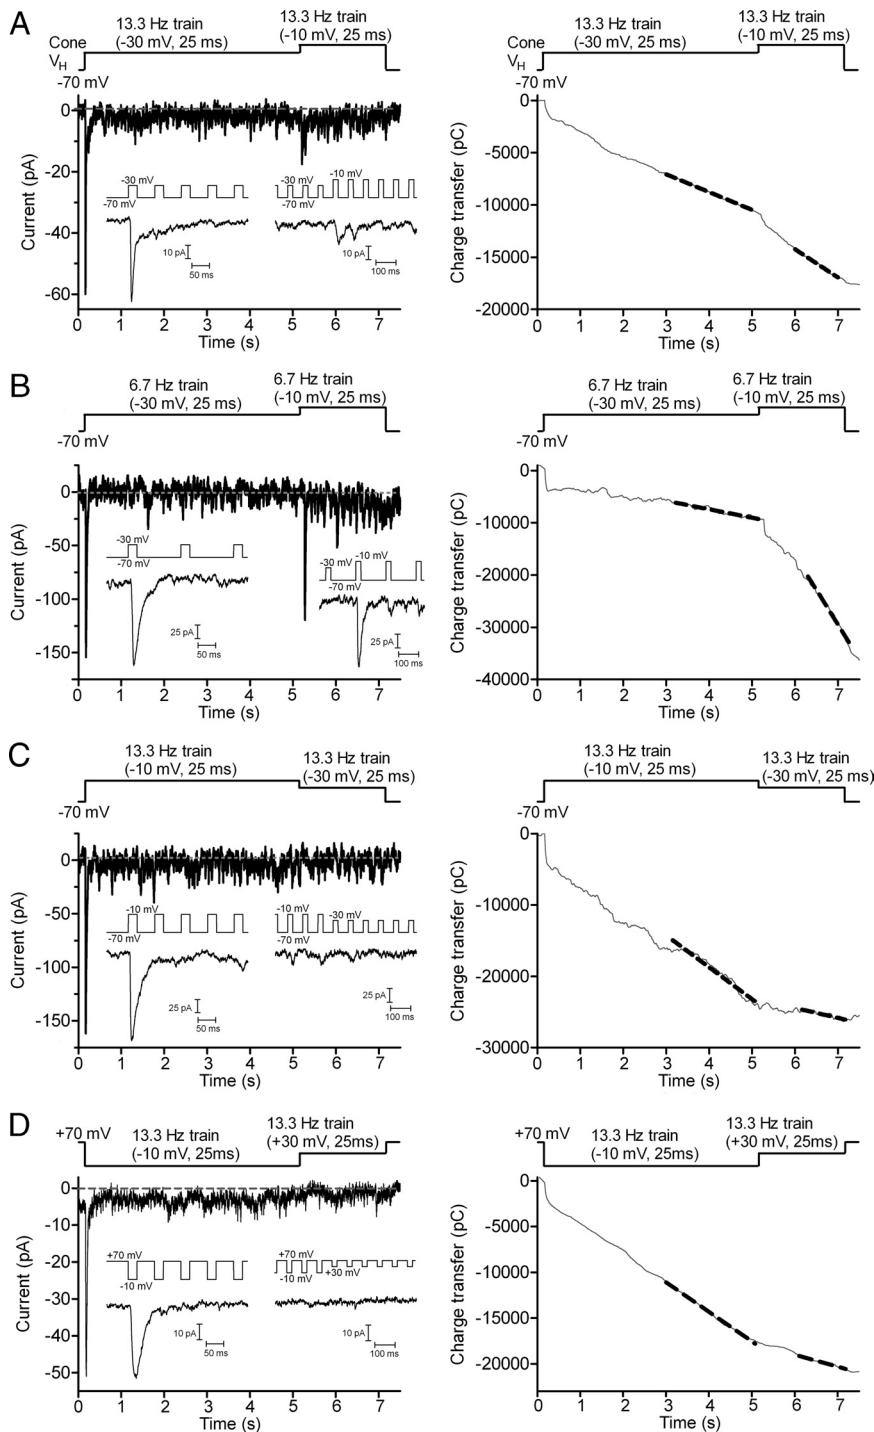 A
Cone
V_H
13.3 Hz train
(-30 mV, 25 ms)
13.3 Hz train
(-10 mV, 25 ms)
-70 mV
Current (pA)
0
-20
-40
-60
-30 mV
-70 mV
10 pA
50 ms
-30 mV
-10 mV
-70 mV
10 pA
100 ms
0 1 2 3 4 5 6 7
Time (s)
13.3 Hz train
(-30 mV, 25 ms)
13.3 Hz train
(-10 mV, 25 ms)
-70 mV
Charge transfer (pC)
0
-5000
-10000
-15000
-20000
0 1 2 3 4 5 6 7
Time (s)
B
6.7 Hz train
(-30 mV, 25 ms)
6.7 Hz train
(-10 mV, 25 ms)
-70 mV
Current (pA)
0
-50
-100
-150
-30 mV
-70 mV
25 pA
50 ms
-30 mV
-10 mV
-70 mV
25 pA
100 ms
0 1 2 3 4 5 6 7
Time (s)
6.7 Hz train
(-30 mV, 25 ms)
6.7 Hz train
(-10 mV, 25 ms)
-70 mV
Charge transfer (pC)
0
-10000
-20000
-30000
-40000
0 1 2 3 4 5 6 7
Time (s)
C
13.3 Hz train
(-10 mV, 25 ms)
13.3 Hz train
(-30 mV, 25 ms)
-70 mV
Current (pA)
0
-50
-100
-150
-10 mV
-70 mV
25 pA
50 ms
-10 mV
-30 mV
-70 mV
25 pA
100 ms
0 1 2 3 4 5 6 7
Time (s)
13.3 Hz train
(-10 mV, 25 ms)
13.3 Hz train
(-30 mV, 25 ms)
-70 mV
Charge transfer (pC)
0
-10000
-20000
-30000
0 1 2 3 4 5 6 7
Time (s)
D
+70 mV
13.3 Hz train
(-10 mV, 25ms)
13.3 Hz train
(+30 mV, 25ms)
Current (pA)
0
-10
-20
-30
-40
-50
+70 mV
-10 mV
10 pA
50 ms
+70 mV
-10 mV
+30 mV
10 pA
100 ms
0 1 2 3 4 5 6 7
Time (s)
+70 mV
13.3 Hz train
(-10 mV, 25ms)
13.3 Hz train
(+30 mV, 25ms)
Charge transfer (pC)
0
-5000
-10000
-15000
-20000
0 1 2 3 4 5 6 7
Time (s)